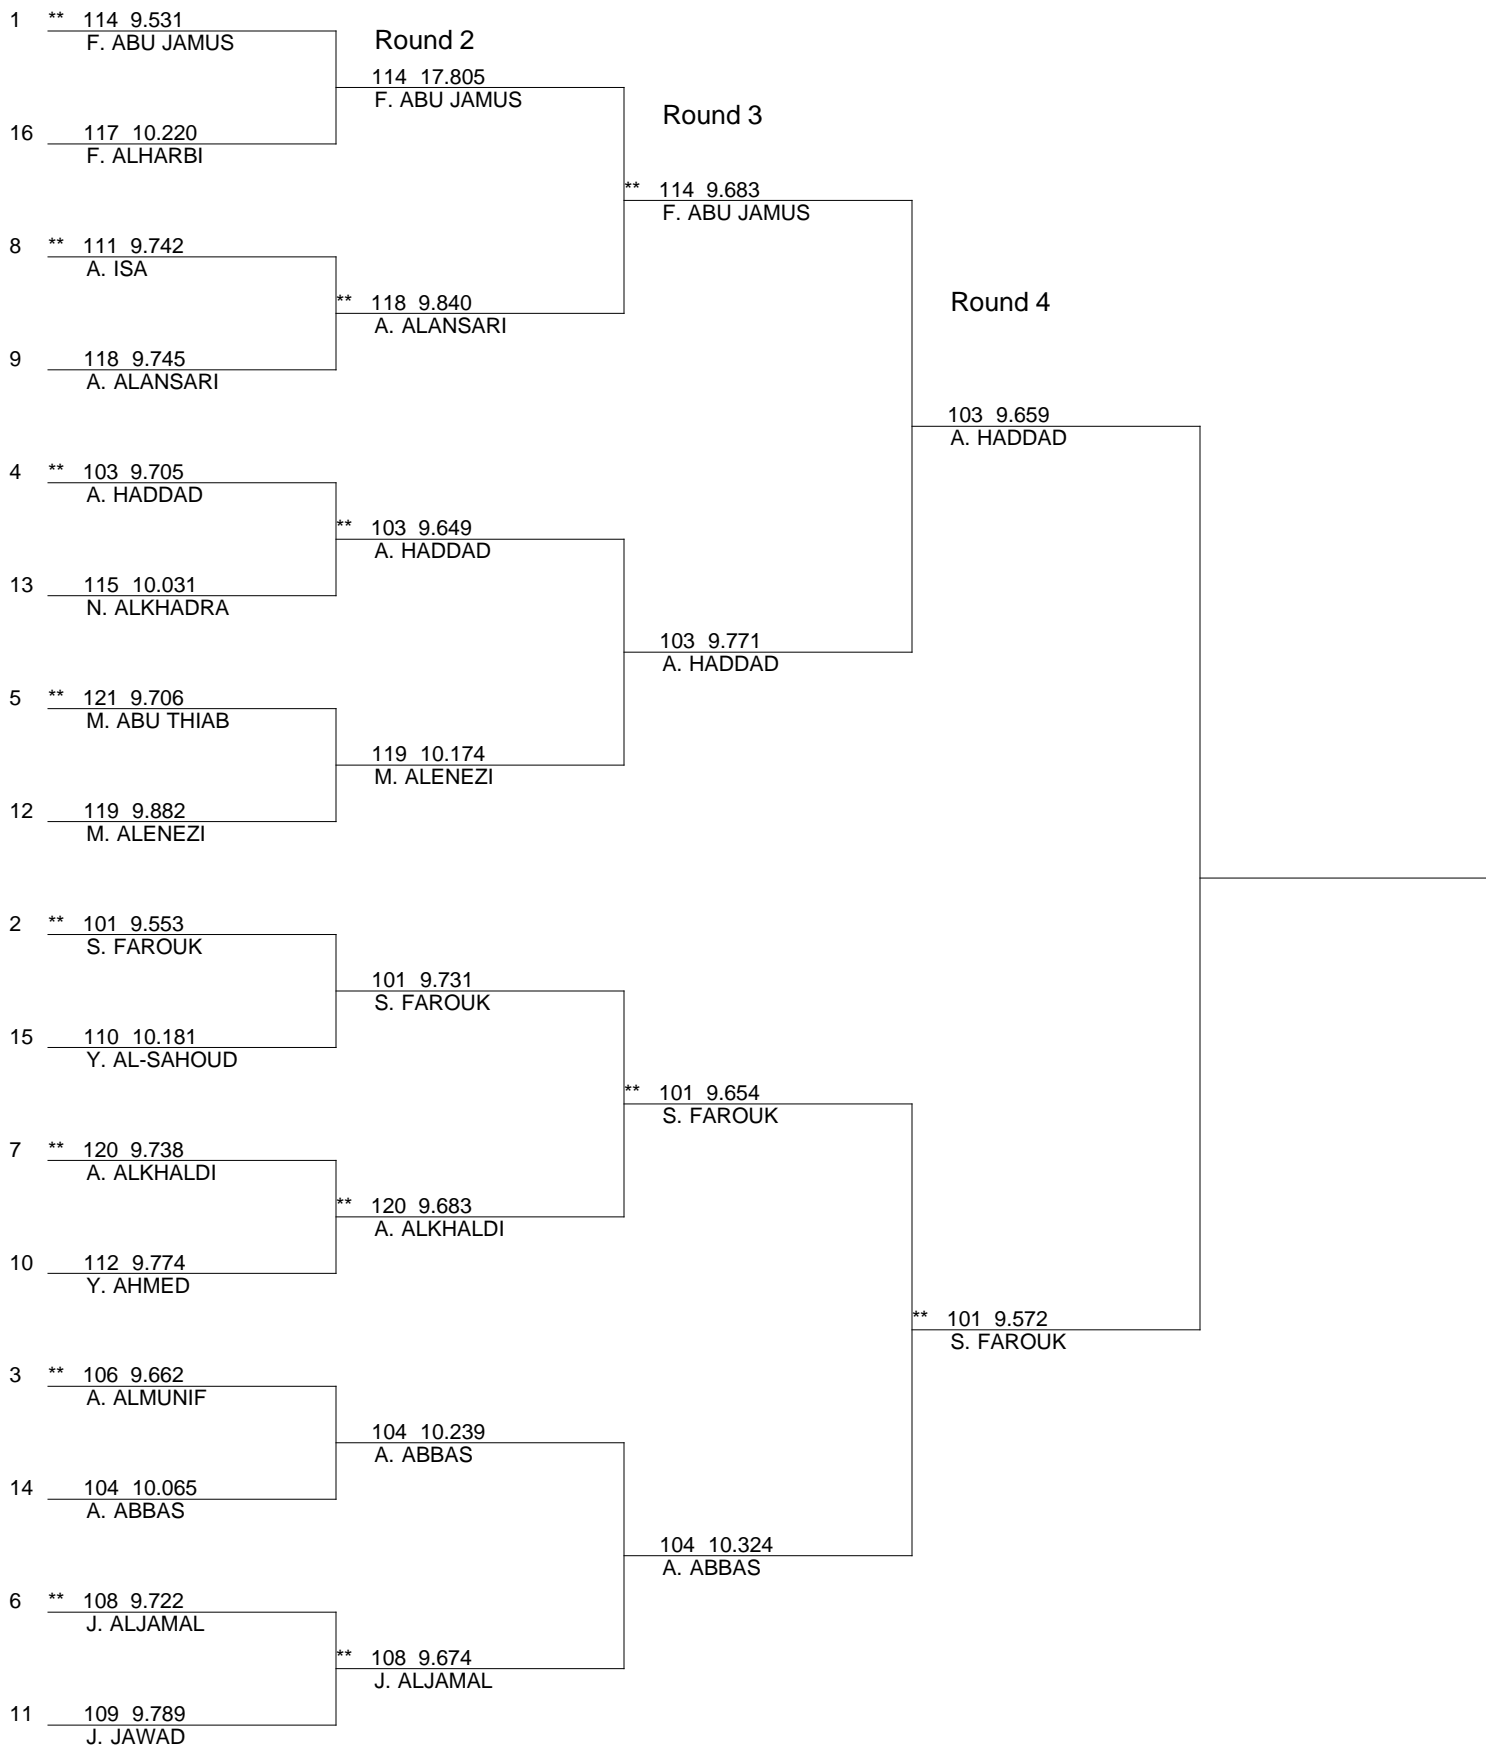 1 ** 114 9.531
F. ABU JAMUS
16 117 10.220
F. ALHARBI
8 ** 111 9.742
A. ISA
9 118 9.745
A. ALANSARI
4 ** 103 9.705
A. HADDAD
13 115 10.031
N. ALKHADRA
5 ** 121 9.706
M. ABU THIAB
12 119 9.882
M. ALENEZI
2 ** 101 9.553
S. FAROUK
15 110 10.181
Y. AL-SAHOUD
7 ** 120 9.738
A. ALKHALDI
10 112 9.774
Y. AHMED
3 ** 106 9.662
A. ALMUNIF
14 104 10.065
A. ABBAS
6 ** 108 9.722
J. ALJAMAL
11 109 9.789
J. JAWAD
Round 2
114 17.805
F. ABU JAMUS
** 118 9.840
A. ALANSARI
** 103 9.649
A. HADDAD
119 10.174
M. ALENEZI
101 9.731
S. FAROUK
** 120 9.683
A. ALKHALDI
104 10.239
A. ABBAS
** 108 9.674
J. ALJAMAL
Round 3
** 114 9.683
F. ABU JAMUS
103 9.771
A. HADDAD
** 101 9.654
S. FAROUK
104 10.324
A. ABBAS
Round 4
103 9.659
A. HADDAD
** 101 9.572
S. FAROUK